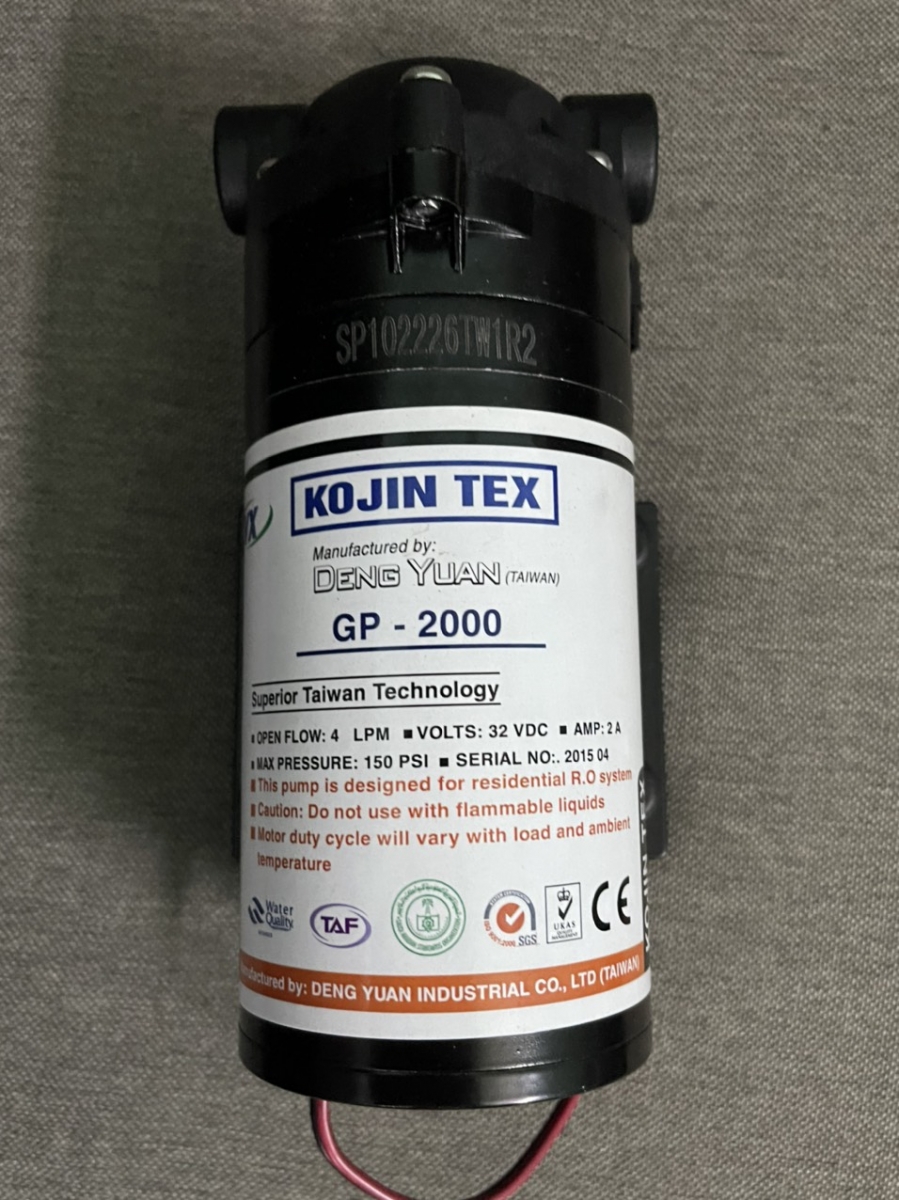 SP102226TW1R2
KOJIN TEX
Manufactured by:
DENG YUAN (TAIWAN)
GP - 2000
Superior Taiwan Technology
▪ OPEN FLOW: 4 LPM ■ VOLTS: 32 VDC ■ AMP: 2 A
▪ MAX PRESSURE: 150 PSI ■ SERIAL NO:. 2015 04
▪ This pump is designed for residential R.O system
▪ Caution: Do not use with flammable liquids
▪ Motor duty cycle will vary with load and ambient
temperature
Water
Quality
TAF
SGS
UKAS
QUALITY
MANAGEMENT
CE
by: DENG YUAN INDUSTRIAL CO., LTD (TAIWAN)